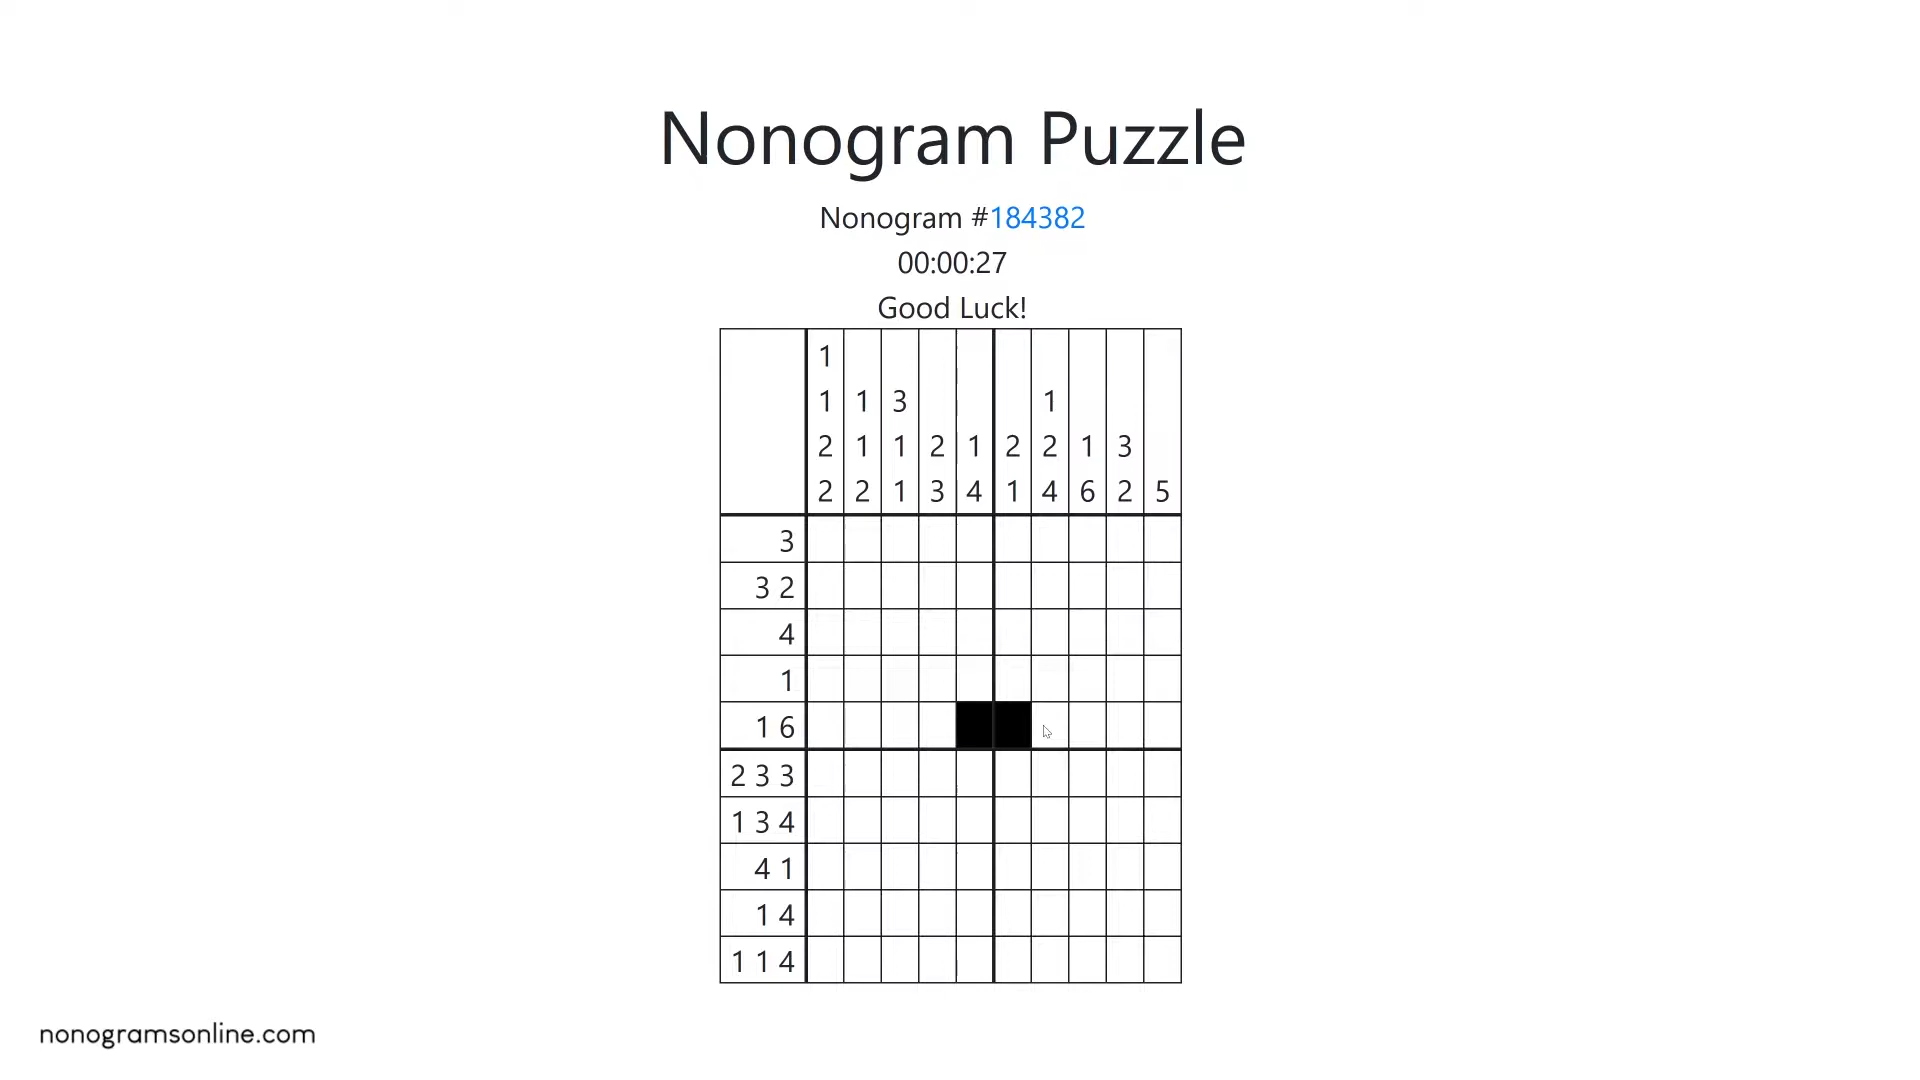 Nonogram Puzzle
Nonogram #184382
00:00:27
Good Luck!
1
1 1 3 1
2 1 1 2 1 2 2 1 3
2 2 1 3 4 1 4 6 2 5
3
3 2
4
1
1 6
2 3 3
1 3 4
4 1
1 4
1 1 4
nonogramsonline.com